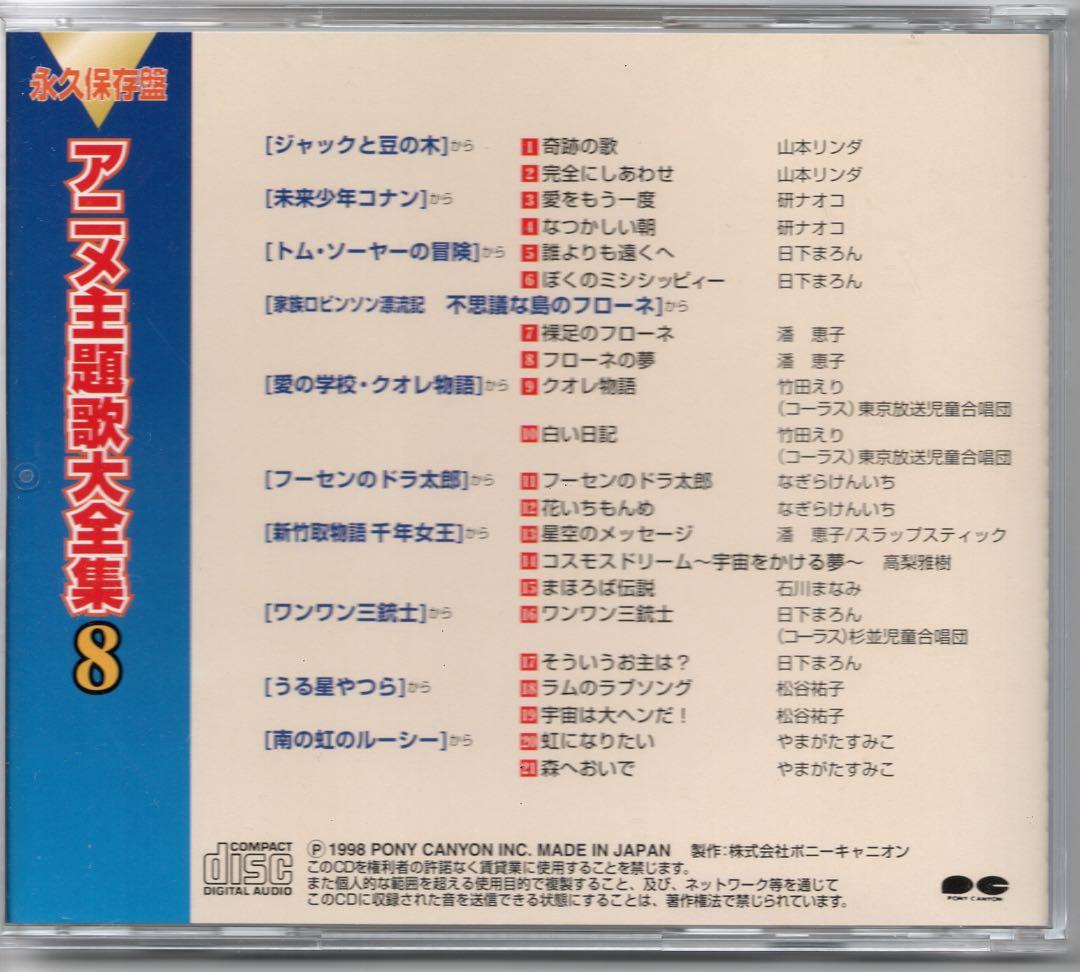 永久保存盤
アニメ主題歌大全集
8
[ジャックと豆の木]から 1 奇跡の歌 山本リンダ
2 完全にしあわせ 山本リンダ
[未来少年コナン]から 3 愛をもう一度 研ナオコ
4 なつかしい朝 研ナオコ
[トム・ソーヤーの冒険]から 5 誰よりも遠くへ 日下まろん
6 ぼくのミシシッピィー 日下まろん
[家族ロビンソン漂流記　不思議な島のフローネ]から
7 裸足のフローネ 潘　恵子
8 フローネの夢 潘　恵子
[愛の学校・クオレ物語]から 9 クオレ物語 竹田えり
(コーラス)東京放送児童合唱団
10 白い日記 竹田えり
(コーラス)東京放送児童合唱団
[フーセンのドラ太郎]から 11 フーセンのドラ太郎 なぎらけんいち
12 花いちもんめ なぎらけんいち
[新竹取物語 千年女王]から 13 星空のメッセージ 潘　恵子/スラップスティック
14 コスモスドリーム〜宇宙をかける夢〜 高梨雅樹
15 まほろば伝説 石川まなみ
[ワンワン三銃士]から 16 ワンワン三銃士 日下まろん
(コーラス)杉並児童合唱団
17 そういうお主は？ 日下まろん
[うる星やつら]から 18 ラムのラブソング 松谷祐子
19 宇宙は大ヘンだ！ 松谷祐子
[南の虹のルーシー]から 20 虹になりたい やまがたすみこ
21 森へおいで やまがたすみこ
COMPACT disc DIGITAL AUDIO
Ⓟ 1998 PONY CANYON INC. MADE IN JAPAN 製作：株式会社ポニーキャニオン
このCDを権利者の許諾なく賃貸業に使用することを禁じます。
また個人的な範囲を超える使用目的で複製すること、及び、ネットワーク等を通じて
このCDに収録された音を送信できる状態にすることは、著作権法で禁じられています。
PONY CANYON